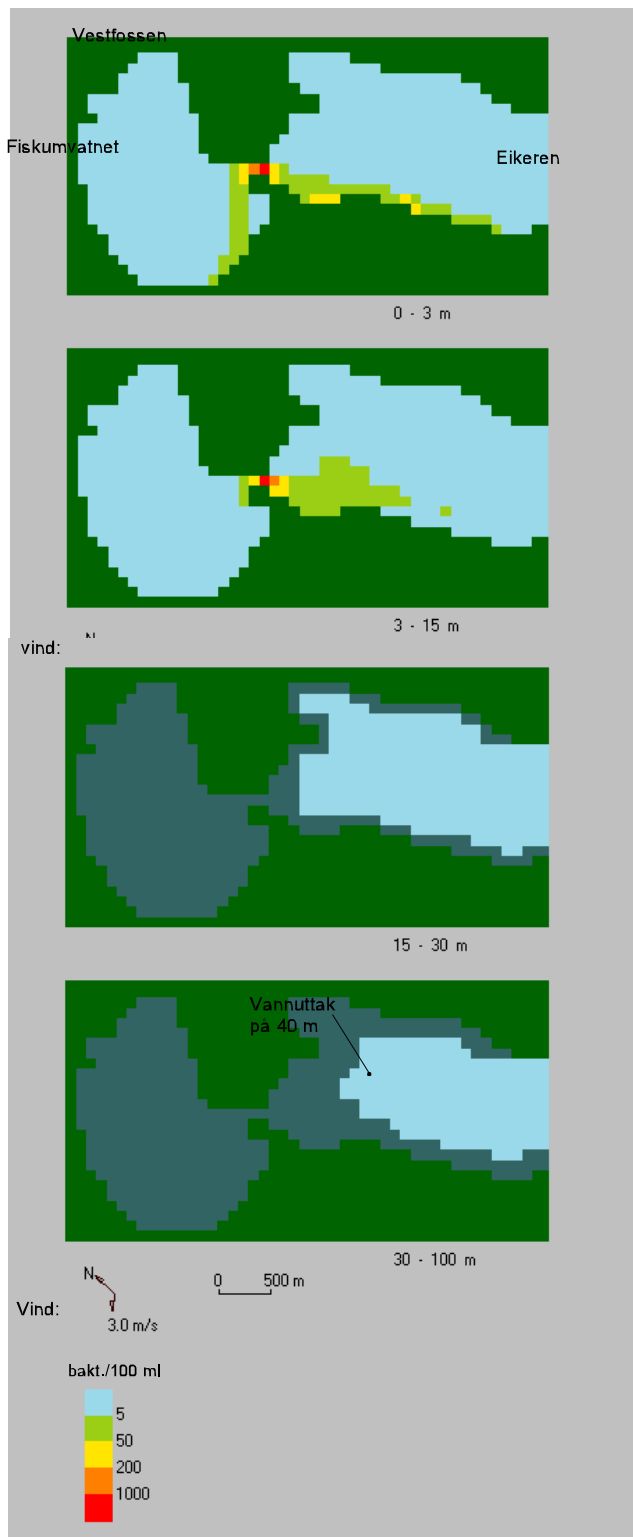 Vestfossen
Fiskumvatnet
Eikeren
0 - 3 m
3 - 15 m
N
vind:
15 - 30 m
Vannuttak
på 40 m
30 - 100 m
N
0 500 m
Vind:
3.0 m/s
bakt./100 ml
5
50
200
1000